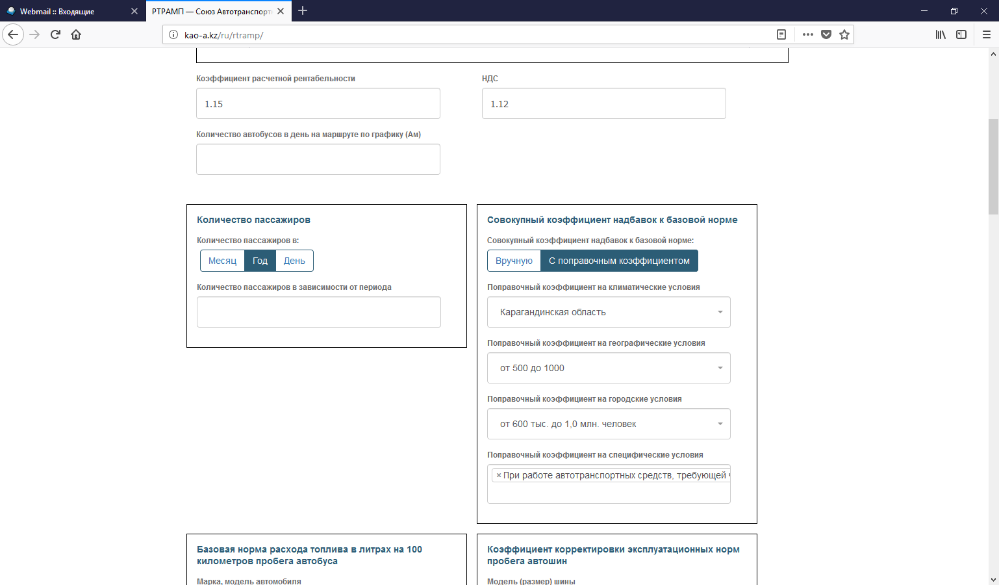 Webmail :: Входящие
РТРАМП — Союз Автотранспортн
kao-a.kz/ru/rtramp/
Коэффициент расчетной рентабельности
НДС
1.15
1.12
Количество автобусов в день на маршруте по графику (Ам)
Количество пассажиров
Количество пассажиров в:
Месяц
Год
День
Количество пассажиров в зависимости от периода
Совокупный коэффициент надбавок к базовой норме
Совокупный коэффициент надбавок к базовой норме:
Вручную
С поправочным коэффициентом
Поправочный коэффициент на климатические условия
Карагандинская область
Поправочный коэффициент на географические условия
от 500 до 1000
Поправочный коэффициент на городские условия
от 600 тыс. до 1,0 млн. человек
Поправочный коэффициент на специфические условия
× При работе автотранспортных средств, требующей
Базовая норма расхода топлива в литрах на 100
километров пробега автобуса
Марка, модель автомобиля
Коэффициент корректировки эксплуатационных норм
пробега автошин
Модель (размер) шины